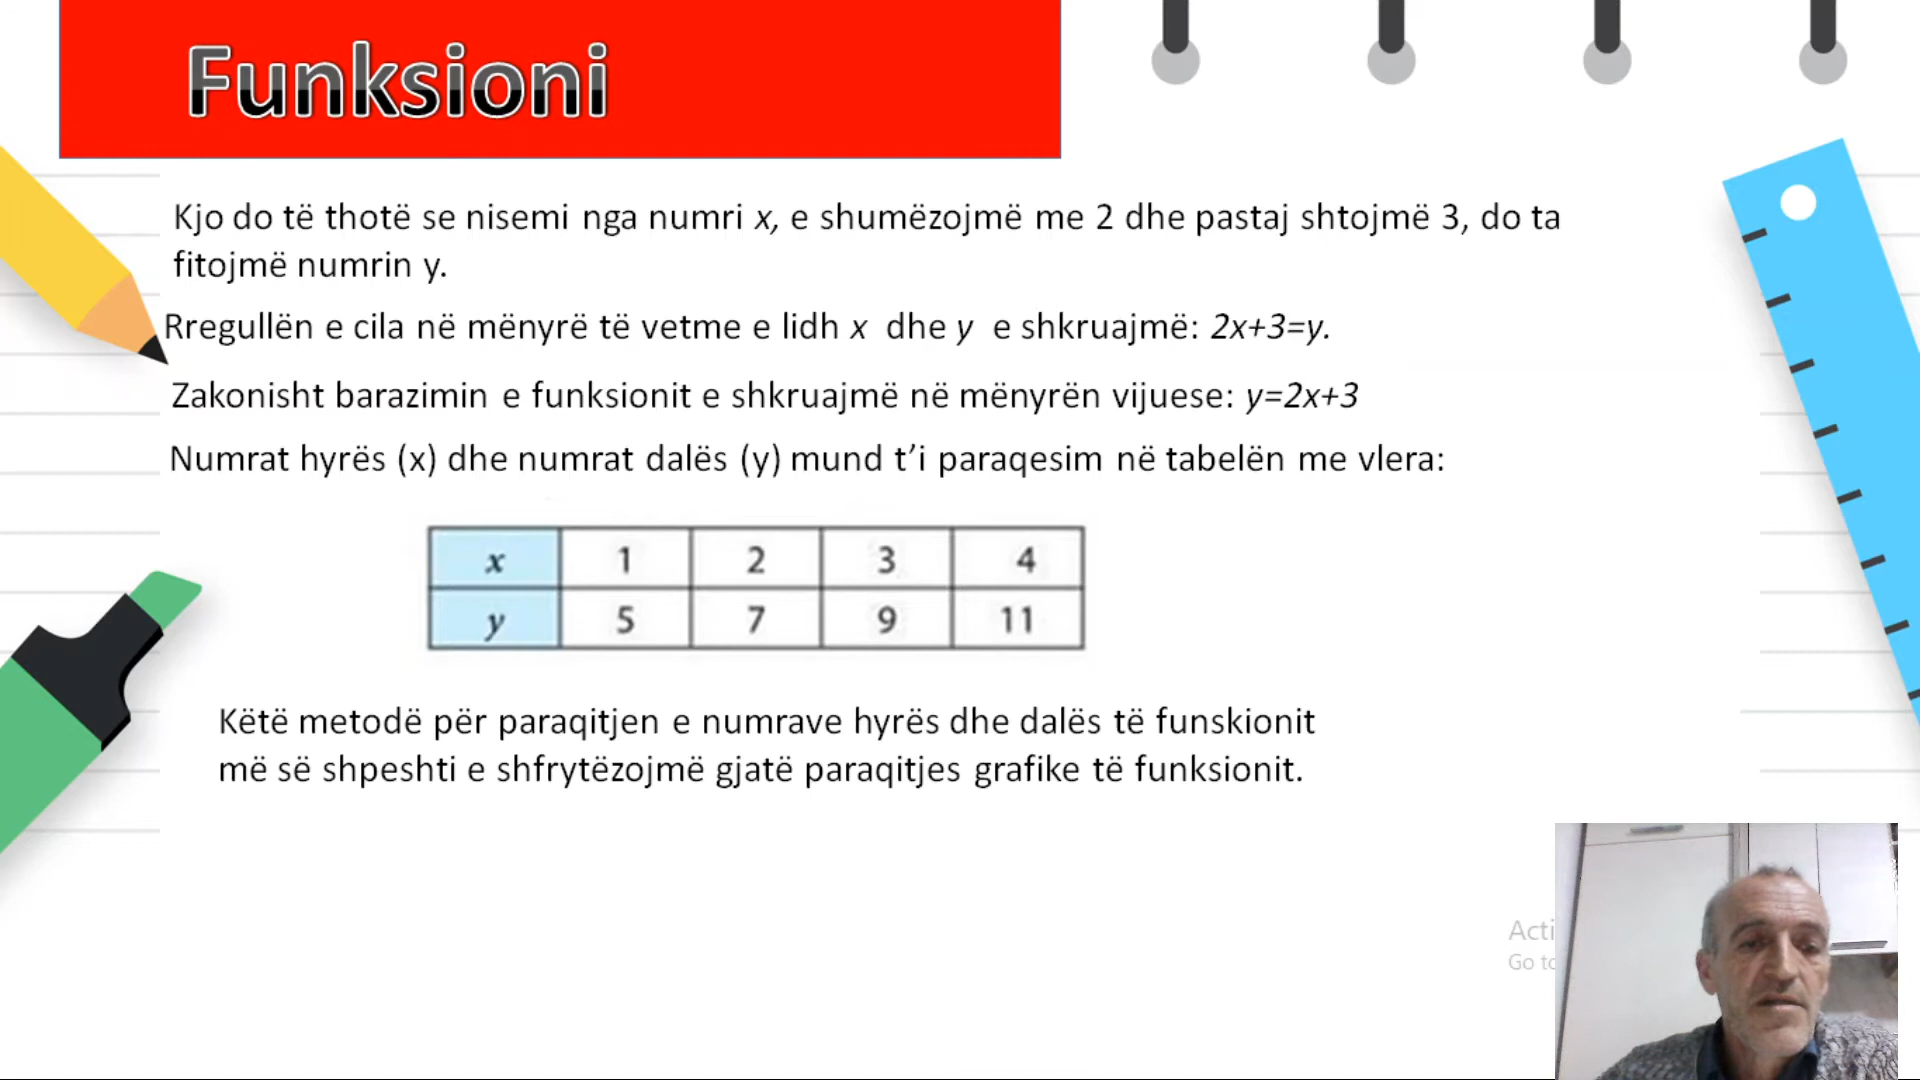 Funksioni
Kjo do të thotë se nisemi nga numri x, e shumëzojmë me 2 dhe pastaj shtojmë 3, do ta
fitojmë numrin y.
Rregullën e cila në mënyrë të vetme e lidh x dhe y e shkruajmë: 2x+3=y.
Zakonisht barazimin e funksionit e shkruajmë në mënyrën vijuese: y=2x+3
Numrat hyrës (x) dhe numrat dalës (y) mund t’i paraqesim në tabelën me vlera:
x 1 2 3 4
y 5 7 9 11
Këtë metodë për paraqitjen e numrave hyrës dhe dalës të funskionit
më së shpeshti e shfrytëzojmë gjatë paraqitjes grafike të funksionit.
Go